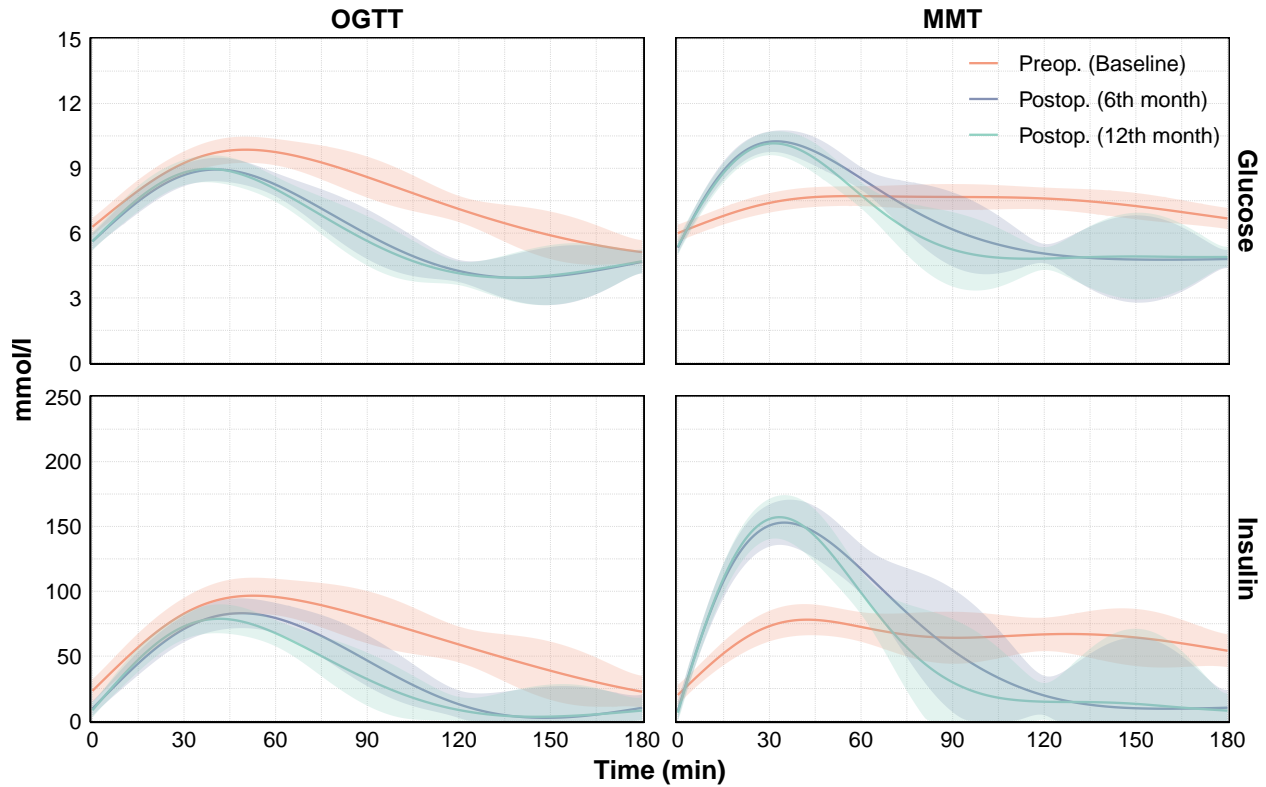 OGTT
MMT
15
12
9
6
3
0
Preop. (Baseline)
Postop. (6th month)
Postop. (12th month)
Glucose
mmol/l
250
200
150
100
50
0
Insulin
0 30 60 90 120 150 180
0 30 60 90 120 150 180
Time (min)